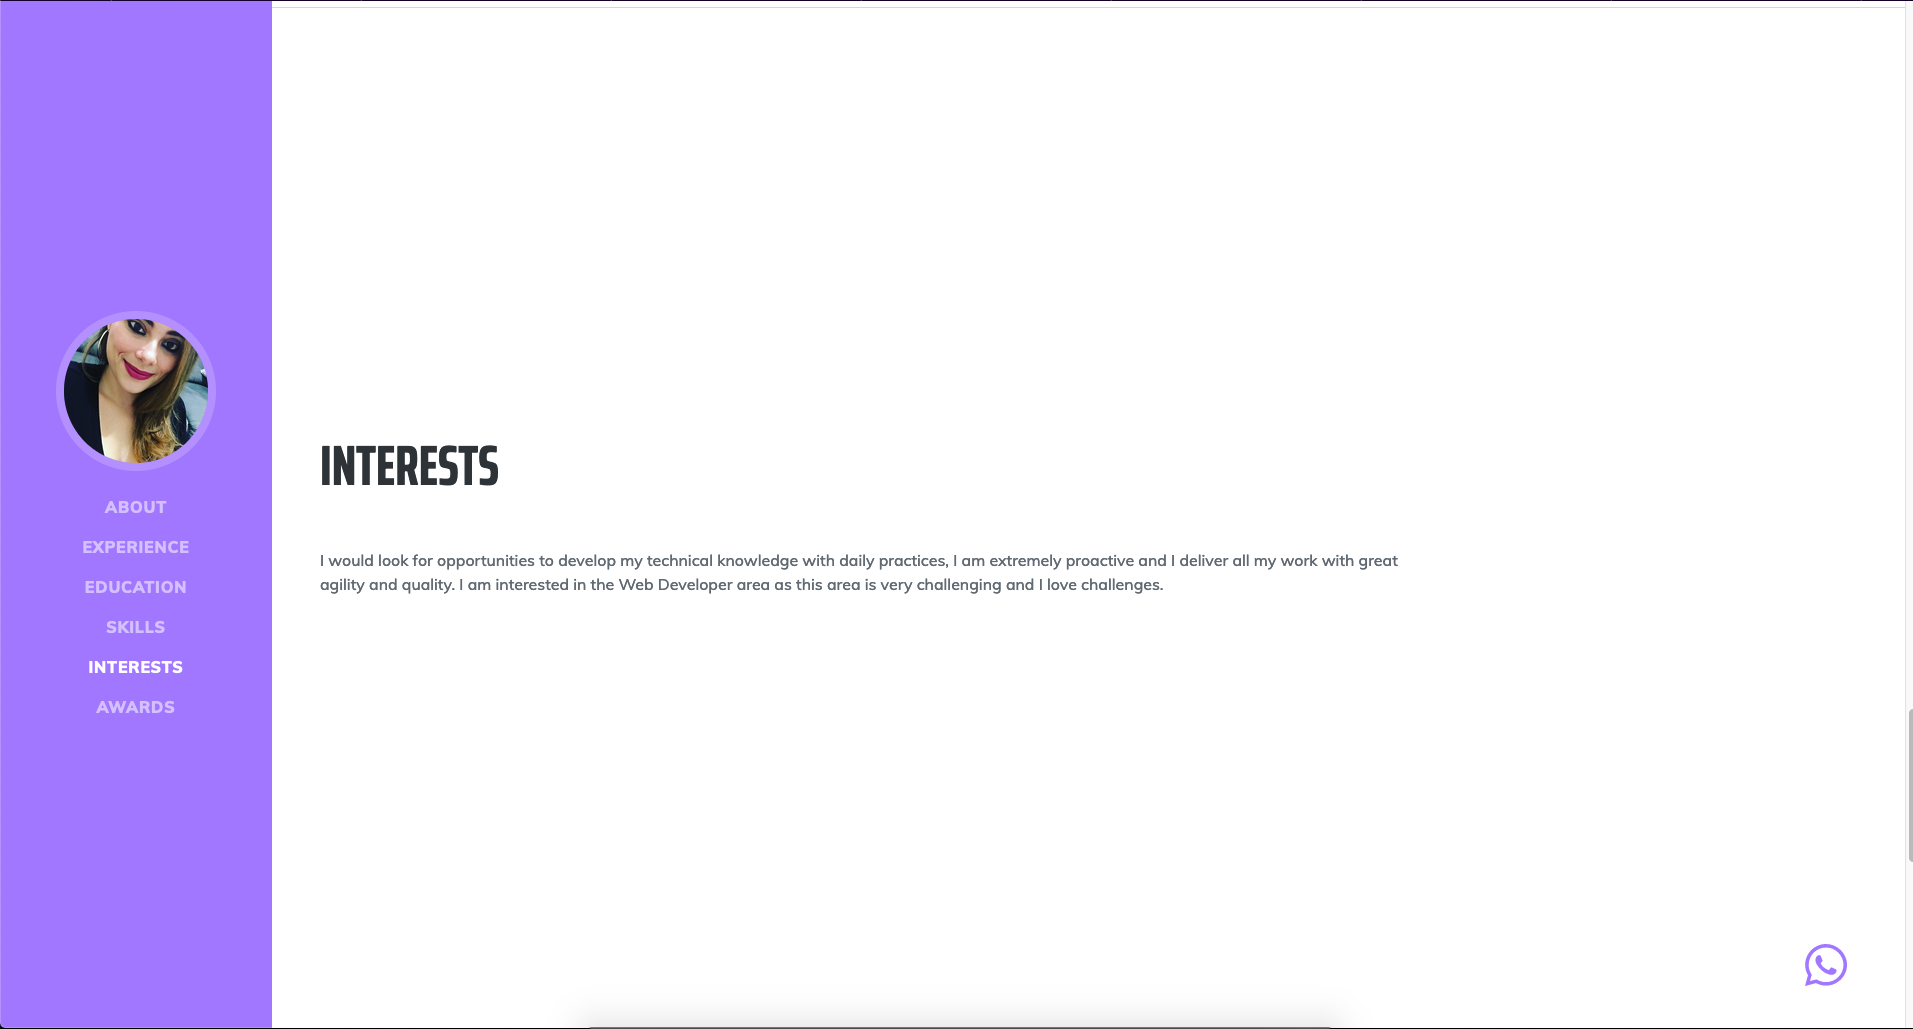 ABOUT
EXPERIENCE
EDUCATION
SKILLS
INTERESTS
AWARDS
INTERESTS
I would look for opportunities to develop my technical knowledge with daily practices, I am extremely proactive and I deliver all my work with great
agility and quality. I am interested in the Web Developer area as this area is very challenging and I love challenges.